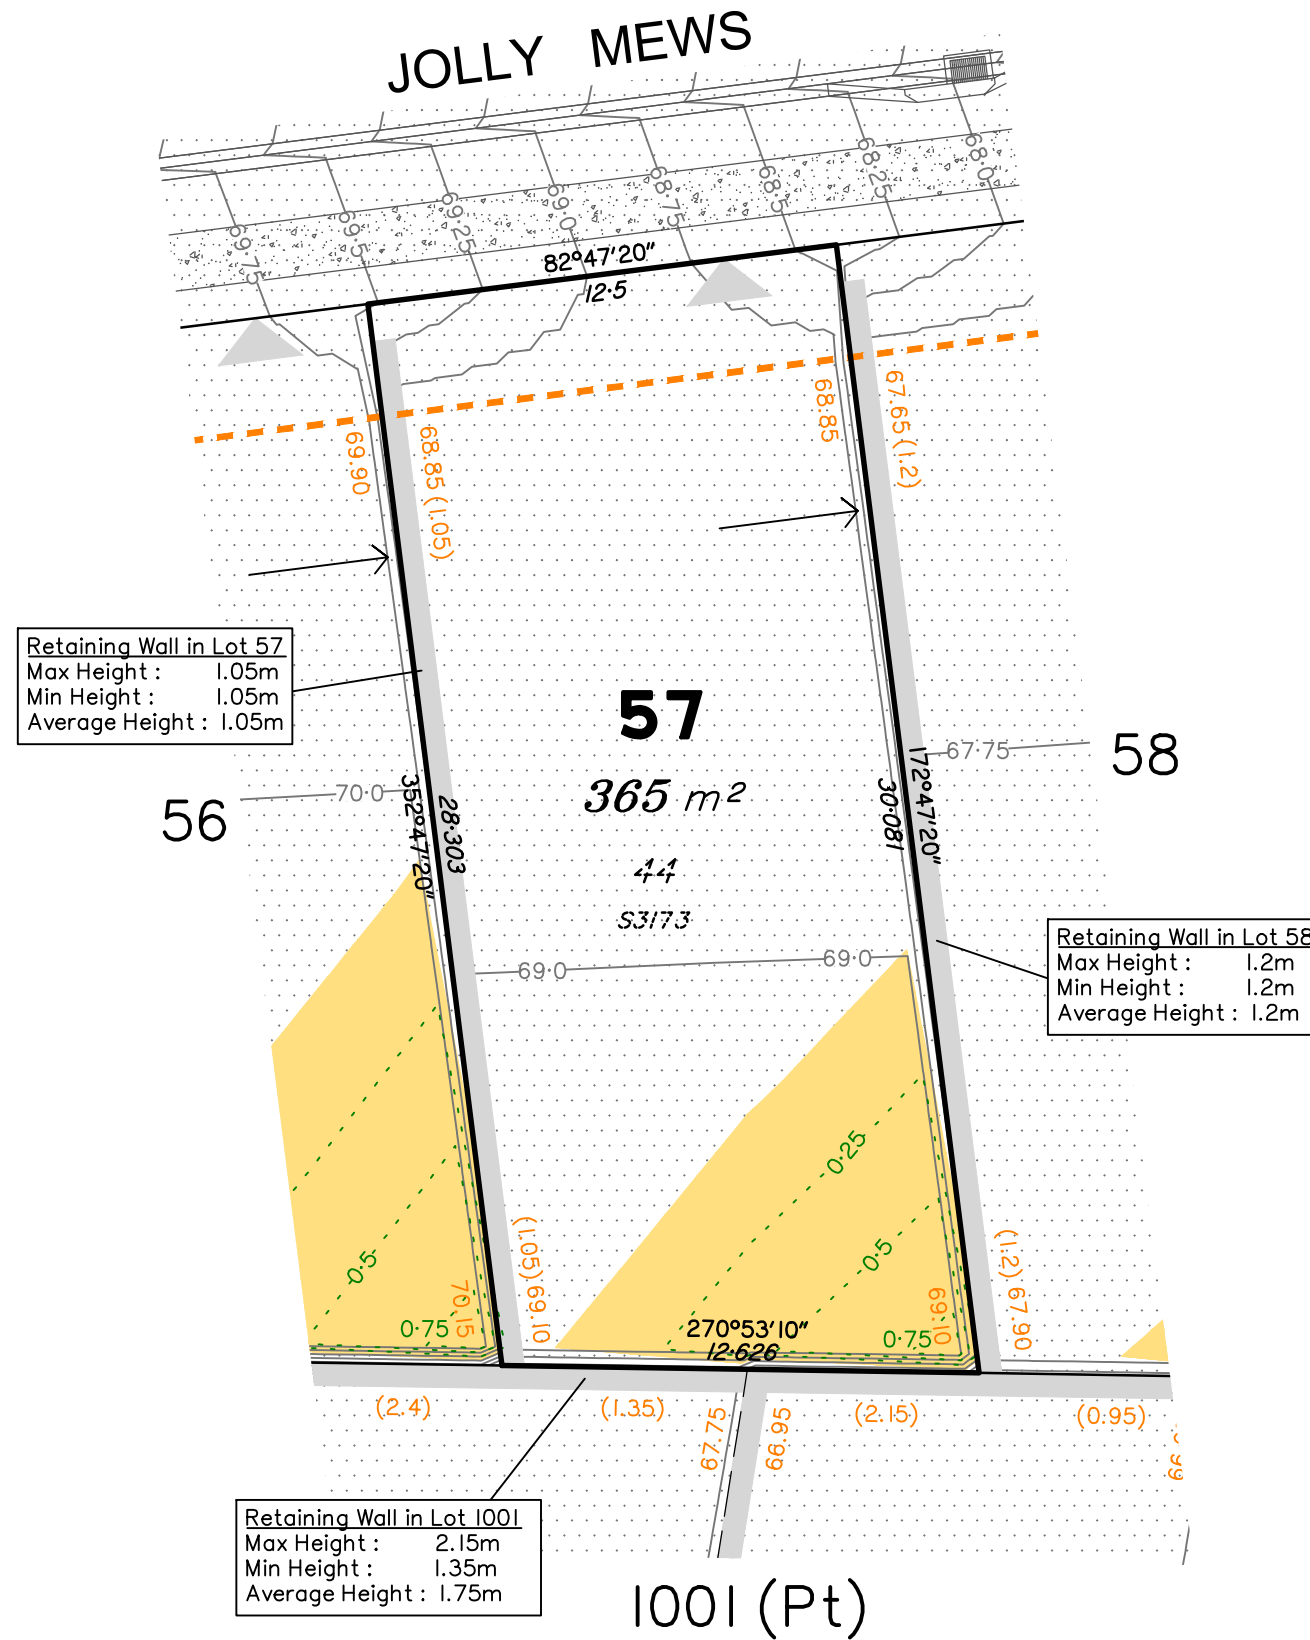 JOLLY MEWS
69·75
69·5
69·25
69·0
68·75
68·5
68·25
68·0
82°47'20"
12·5
69.90
68.85 (1.05)
68.85
67.65 (1.2)
Retaining Wall in Lot 57
Max Height : 1.05m
Min Height : 1.05m
Average Height : 1.05m
57
365 m²
44
S3173
56
58
70·0
67·75
352°47'20"
28·303
30·081
172°47'20"
Retaining Wall in Lot 58
Max Height : 1.2m
Min Height : 1.2m
Average Height : 1.2m
69·0
69·0
0·25
0·5
0·5
0·75
0·75
70.15
(1.05) 69.10
69.10
(1.2) 67.90
270°53'10"
12·626
(2.4)
(1.35)
(2.15)
(0.95)
67.75
66.95
Retaining Wall in Lot 1001
Max Height : 2.15m
Min Height : 1.35m
Average Height : 1.75m
1001 (Pt)